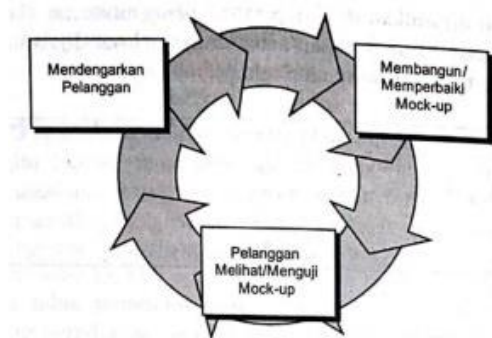 Mendengarkan
Pelanggan
Membangun/
Memperbaiki
Mock-up
Pelanggan
Melihat/Menguji
Mock-up